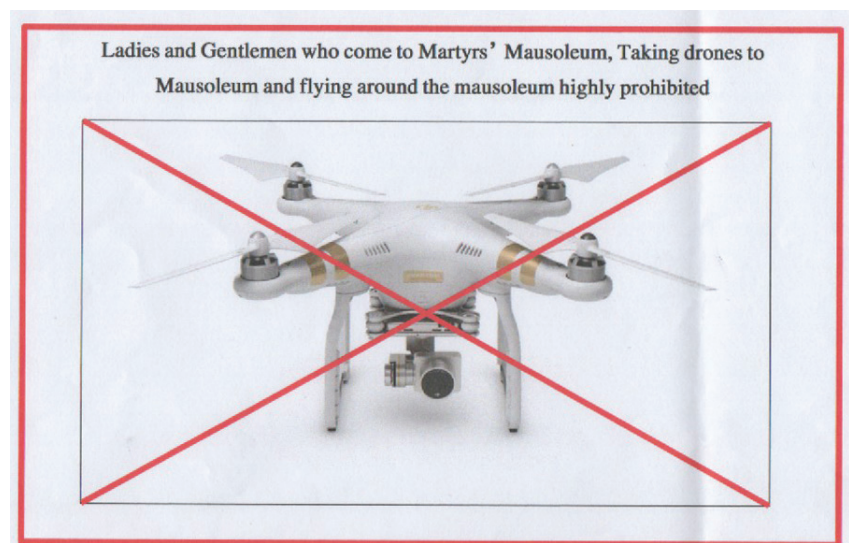 Ladies and Gentlemen who come to Martyrs’ Mausoleum, Taking drones to
Mausoleum and flying around the mausoleum highly prohibited